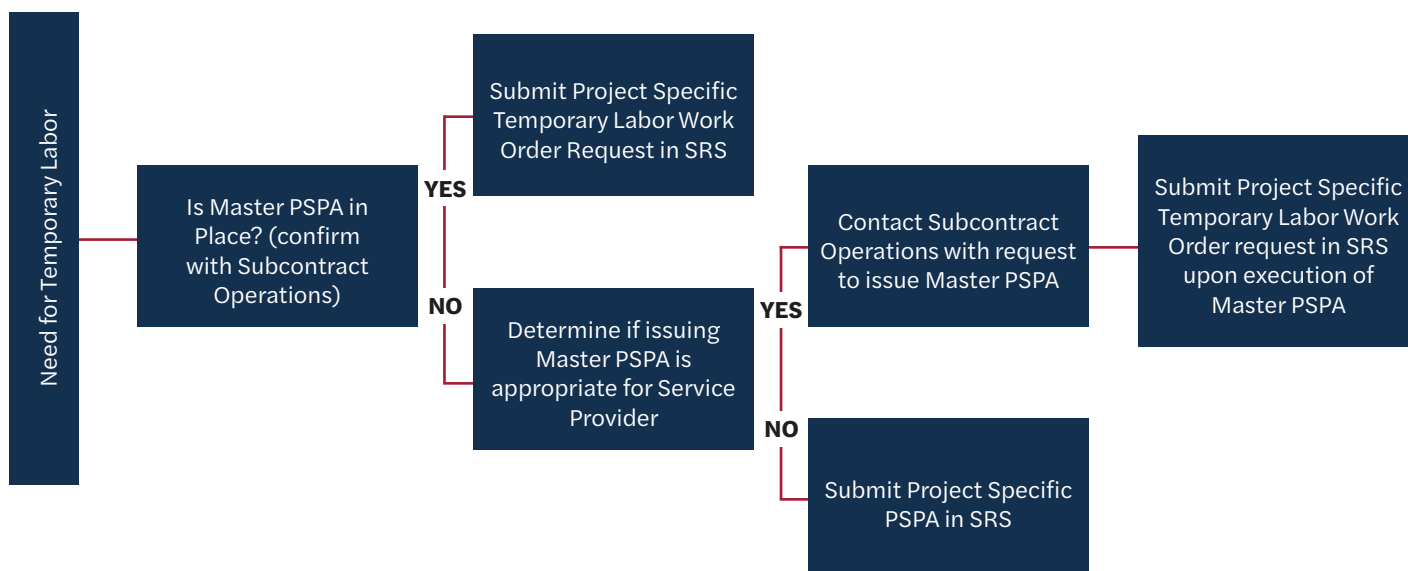 Need for Temporary Labor
Is Master PSPA in
Place? (confirm
with Subcontract
Operations)
YES
Submit Project Specific
Temporary Labor Work
Order Request in SRS
NO
Determine if issuing
Master PSPA is
appropriate for Service
Provider
YES
Contact Subcontract
Operations with request
to issue Master PSPA
Submit Project Specific
Temporary Labor Work
Order request in SRS
upon execution of
Master PSPA
NO
Submit Project Specific
PSPA in SRS